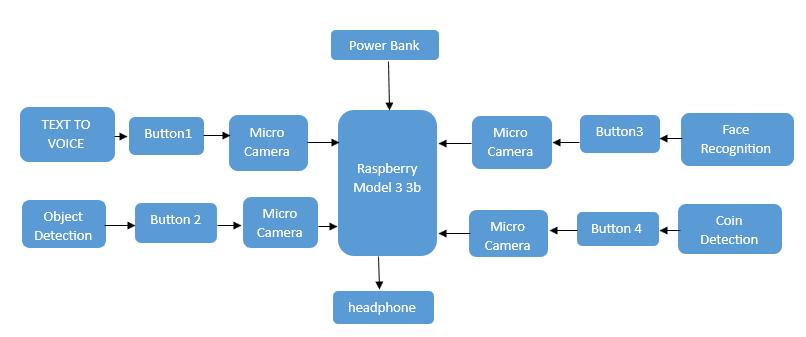 Power Bank
TEXT TO
VOICE
Button1
Micro
Camera
Raspberry
Model 3 3b
Micro
Camera
Button3
Face
Recognition
Object
Detection
Button 2
Micro
Camera
Micro
Camera
Button 4
Coin
Detection
headphone